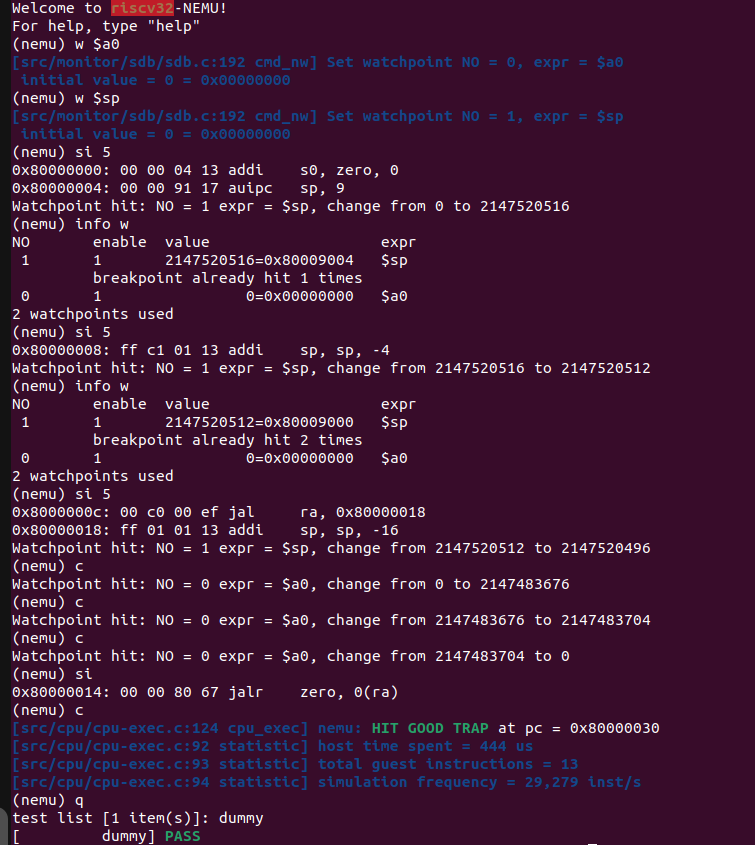 Welcome to riscv32-NEMU!
For help, type "help"
(nemu) w $a0
[src/monitor/sdb/sdb.c:192 cmd_nw] Set watchpoint NO = 0, expr = $a0
 initial value = 0 = 0x00000000
(nemu) w $sp
[src/monitor/sdb/sdb.c:192 cmd_nw] Set watchpoint NO = 1, expr = $sp
 initial value = 0 = 0x00000000
(nemu) si 5
0x80000000: 00 00 04 13 addi    s0, zero, 0
0x80000004: 00 00 91 17 auipc   sp, 9
Watchpoint hit: NO = 1 expr = $sp, change from 0 to 2147520516
(nemu) info w
NO       enable  value                   expr
 1       1       2147520516=0x80009004   $sp
         breakpoint already hit 1 times
 0       1                0=0x00000000   $a0
2 watchpoints used
(nemu) si 5
0x80000008: ff c1 01 13 addi    sp, sp, -4
Watchpoint hit: NO = 1 expr = $sp, change from 2147520516 to 2147520512
(nemu) info w
NO       enable  value                   expr
 1       1       2147520512=0x80009000   $sp
         breakpoint already hit 2 times
 0       1                0=0x00000000   $a0
2 watchpoints used
(nemu) si 5
0x8000000c: 00 c0 00 ef jal     ra, 0x80000018
0x80000018: ff 01 01 13 addi    sp, sp, -16
Watchpoint hit: NO = 1 expr = $sp, change from 2147520512 to 2147520496
(nemu) c
Watchpoint hit: NO = 0 expr = $a0, change from 0 to 2147483676
(nemu) c
Watchpoint hit: NO = 0 expr = $a0, change from 2147483676 to 2147483704
(nemu) c
Watchpoint hit: NO = 0 expr = $a0, change from 2147483704 to 0
(nemu) si
0x80000014: 00 00 80 67 jalr    zero, 0(ra)
(nemu) c
[src/cpu/cpu-exec.c:124 cpu_exec] nemu: HIT GOOD TRAP at pc = 0x80000030
[src/cpu/cpu-exec.c:92 statistic] host time spent = 444 us
[src/cpu/cpu-exec.c:93 statistic] total guest instructions = 13
[src/cpu/cpu-exec.c:94 statistic] simulation frequency = 29,279 inst/s
(nemu) q
test list [1 item(s)]: dummy
[         dummy] PASS